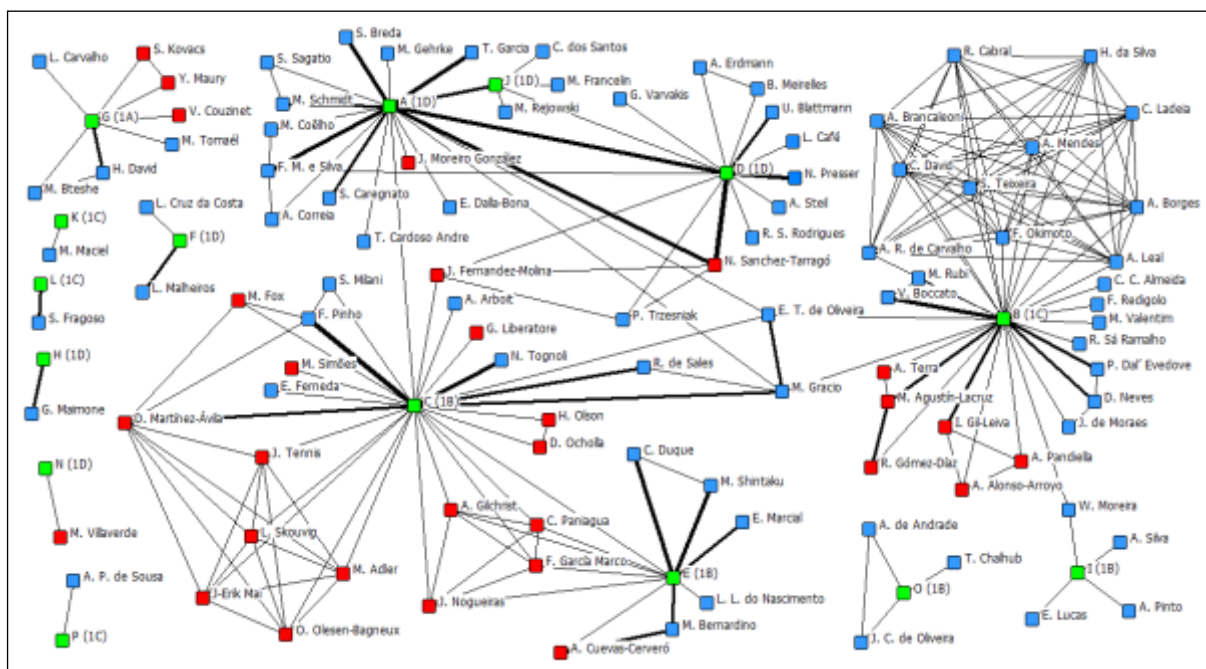 S. Breda
S. Kovacs
L. Carvalho
M. Gehrke
T. Garcia
C. dos Santos
R. Cabral
H. da Silva
S. Sagatio
Y. Maury
A. Erdmann
J (1D)
M. Francelin
B. Meirelles
M. Schmidt
A (1D)
G. Varvakis
V. Couzinet
M. Rejowski
U. Blattmann
C. Ladeia
G (1A)
A. Brancaleoni
M. Coêlho
M. Tomaél
L. Café
A. Mendes
J. Moreiro González
H. David
F. M. e Silva
D (1D)
C. David
N. Presser
M. Bteshe
S. Caregnato
S. Teixeira
L. Cruz da Costa
E. Dalla-Bona
A. Steil
A. Borges
K (1C)
A. Correia
T. Cardoso Andre
R. S. Rodrigues
F. Okimoto
F (1D)
M. Maciel
A. R. de Carvalho
A. Leal
N. Sanchez-Tarragó
J. Fernandez-Molina
M. Rubi
L (1C)
S. Milani
C. C. Almeida
L. Malheiros
M. Fox
V. Boccato
A. Arboit
F. Redigolo
F. Pinho
P. Trzesniak
E. T. de Oliveira
B (1C)
S. Fragoso
M. Valentim
G. Liberatore
R. Sá Ramalho
H (1D)
N. Tognoli
M. Simões
R. de Sales
P. Dal' Evedove
A. Terra
E. Ferneda
M. Gracio
M. Agustín-Lacruz
D. Neves
C (1B)
G. Maimone
D. Martínez-Ávila
H. Olson
I. Gil-Leiva
J. de Moraes
D. Ocholla
C. Duque
J. Tennis
A. Pandiella
N (1D)
R. Gómez-Díaz
M. Shintaku
A. Alonso-Arroyo
A. Gilchrist
W. Moreira
C. Paniagua
E. Marcial
A. de Andrade
M. Villaverde
L. Skouvig
A. Silva
T. Chalhub
F. García Marco
M. Adler
A. P. de Sousa
E (1B)
I (1B)
O (1B)
J-Erik Mai
J. Nogueiras
L. L. do Nascimento
A. Pinto
E. Lucas
M. Bernardino
O. Olesen-Bagneux
P (1C)
J. C. de Oliveira
A. Cuevas-Cerveró